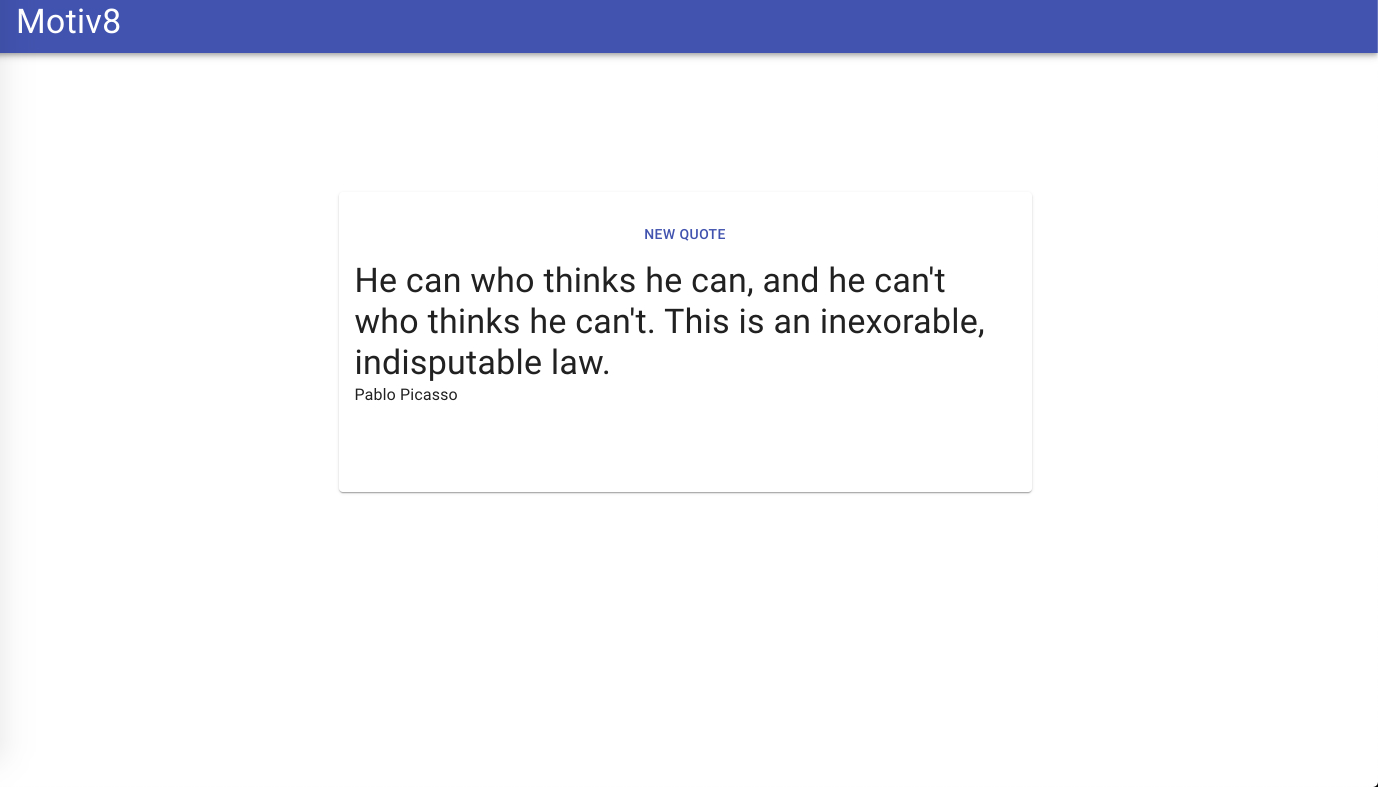 Motiv8
NEW QUOTE
He can who thinks he can, and he can't
who thinks he can't. This is an inexorable,
indisputable law.
Pablo Picasso